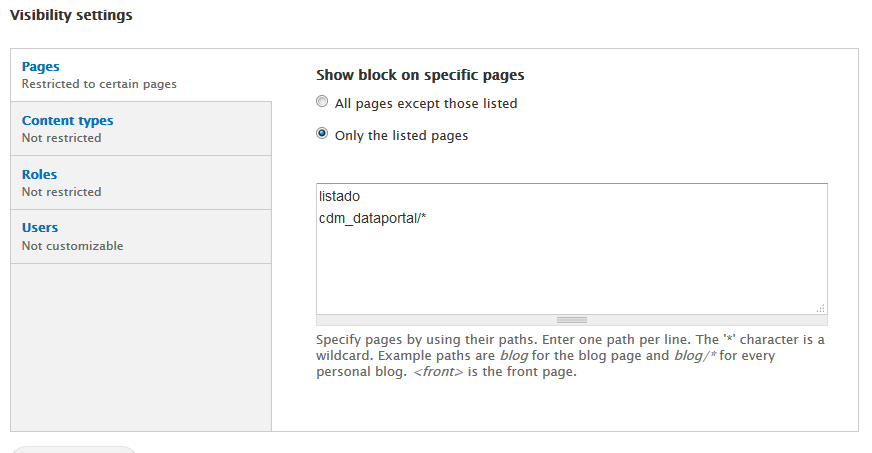 Visibility settings
Pages
Restricted to certain pages
Content types
Not restricted
Roles
Not restricted
Users
Not customizable
Show block on specific pages
All pages except those listed
Only the listed pages
listado
cdm_dataportal/*
Specify pages by using their paths. Enter one path per line. The '*' character is a
wildcard. Example paths are blog for the blog page and blog/* for every
personal blog. <front> is the front page.